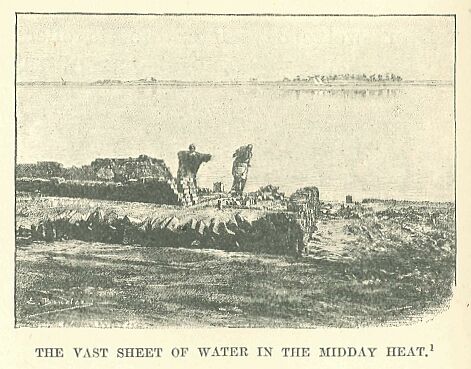 THE VAST SHEET OF WATER IN THE MIDDAY HEAT.¹